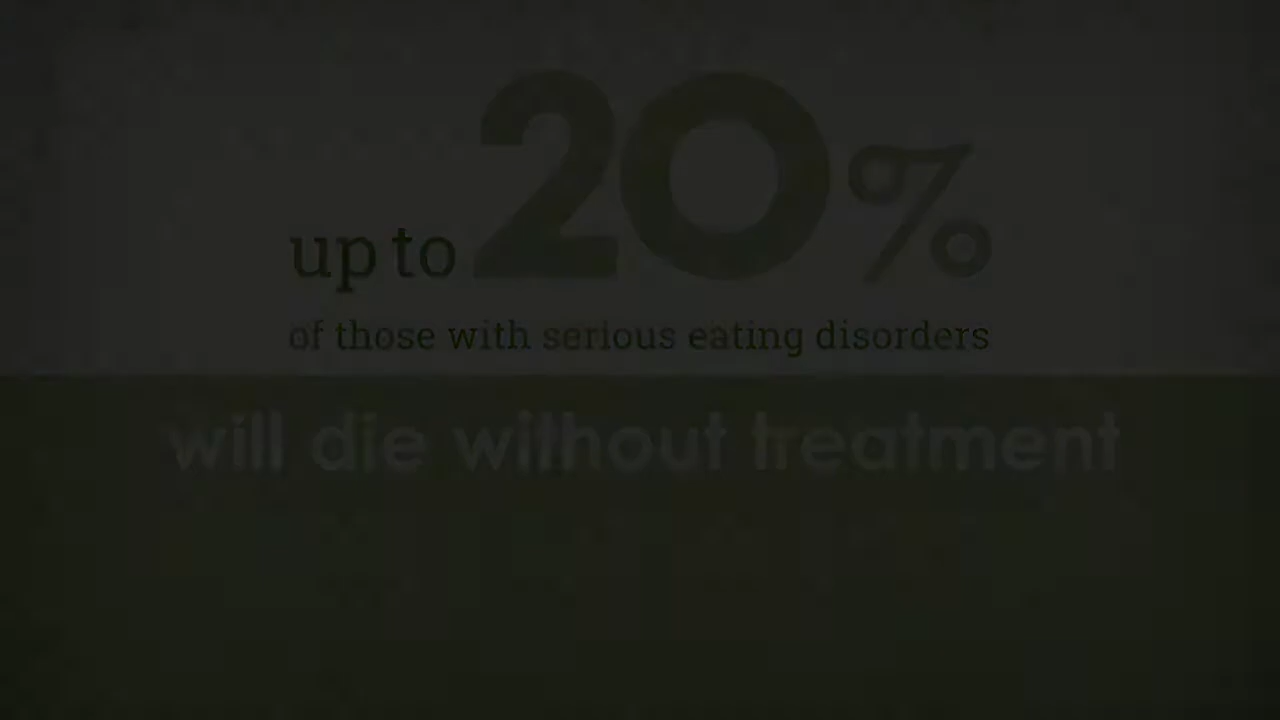 up to 20%
of those with serious eating disorders
will die without treatment